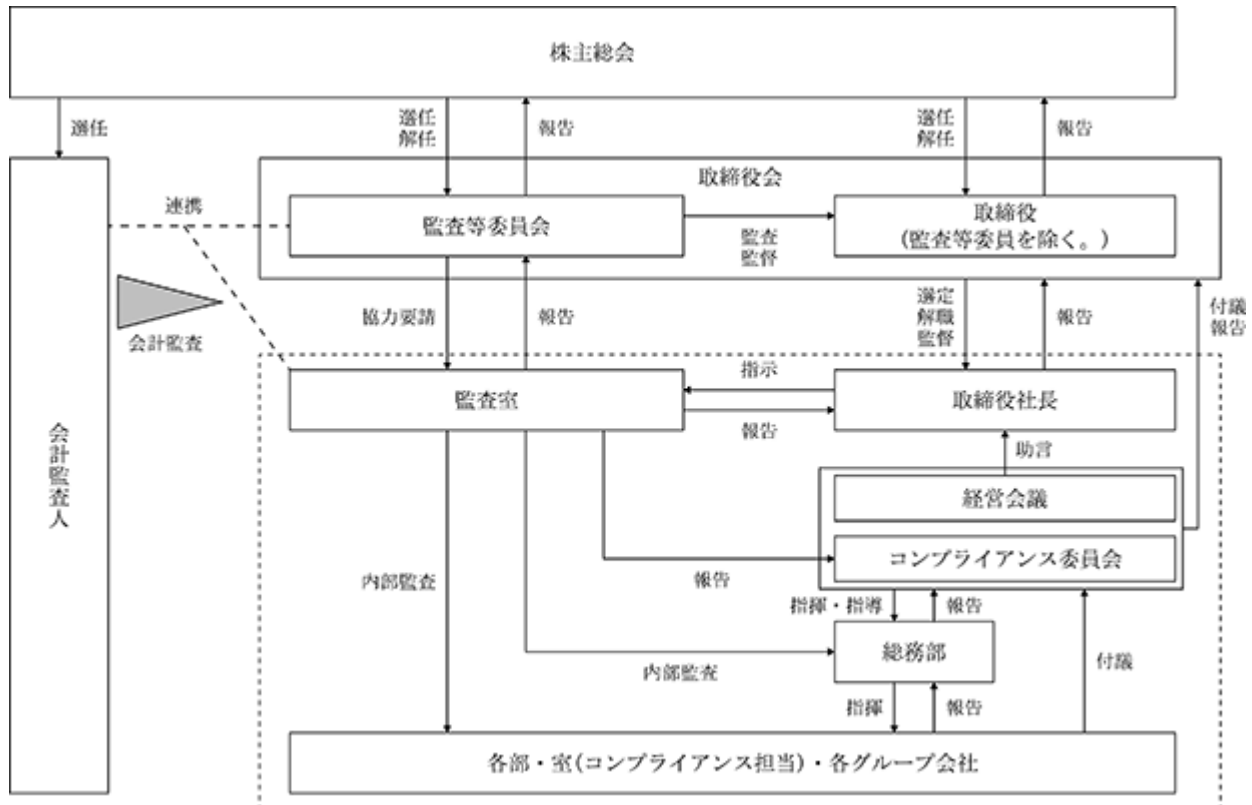 株主総会
選任
選任
解任
報告
選任
解任
報告
取締役会
連携
監査等委員会
監査
監督
取締役
(監査等委員を除く。)
会計監査
協力要請
報告
選定
解職
監督
報告
付議
報告
監査室
指示
報告
取締役社長
会計監査人
助言
経営会議
コンプライアンス委員会
内部監査
報告
指揮・指導
報告
総務部
内部監査
付議
指揮
報告
各部・室(コンプライアンス担当)・各グループ会社